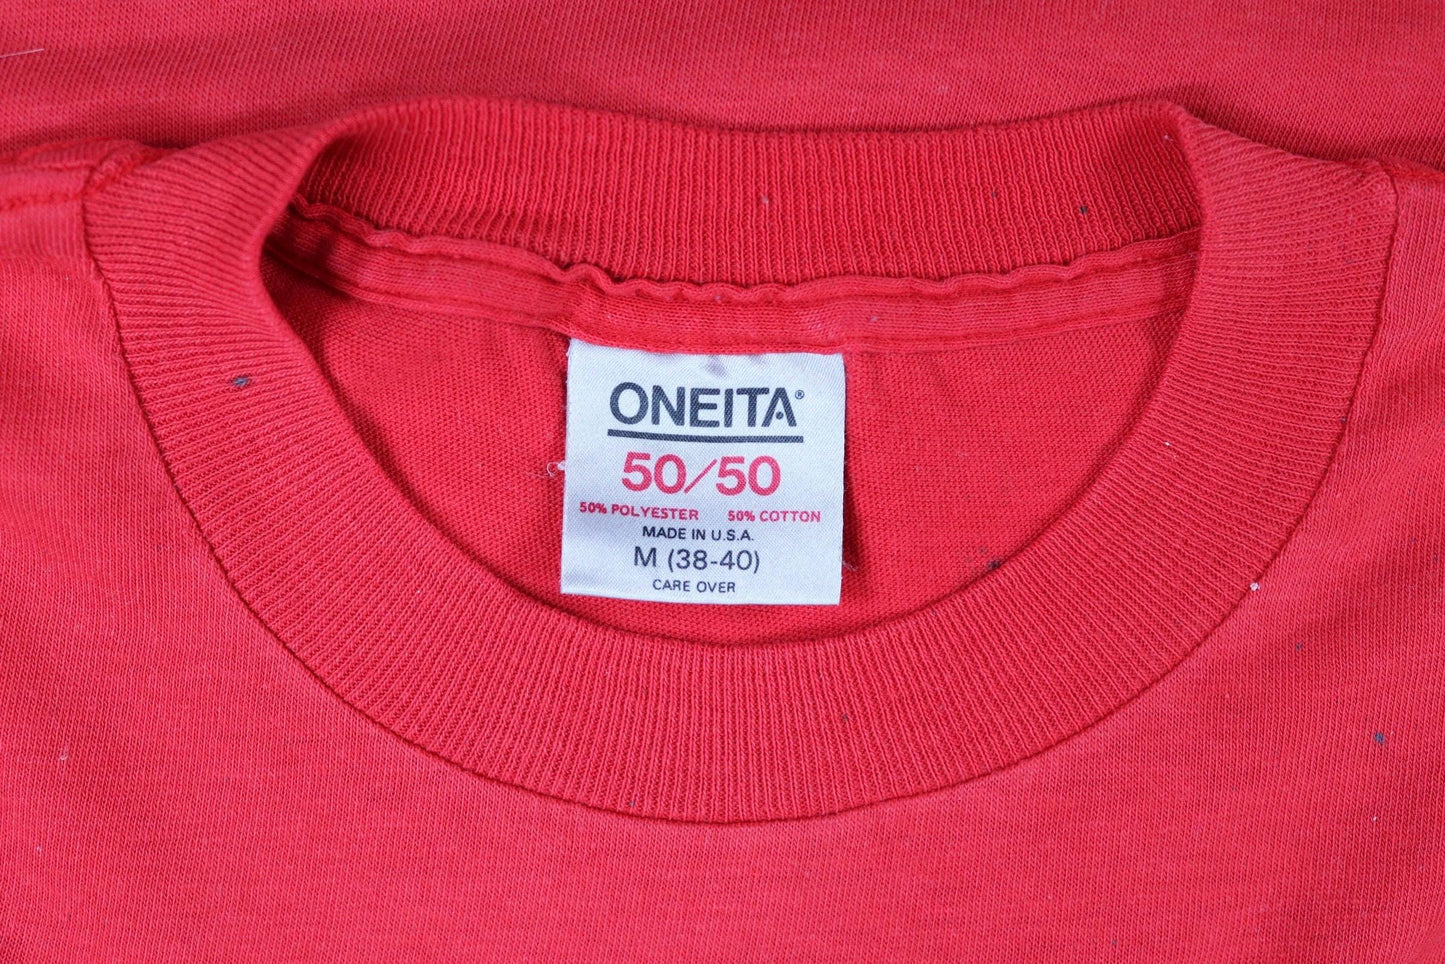 ONEITA®
50/50
50% POLYESTER 50% COTTON
MADE IN U.S.A.
M (38-40)
CARE OVER